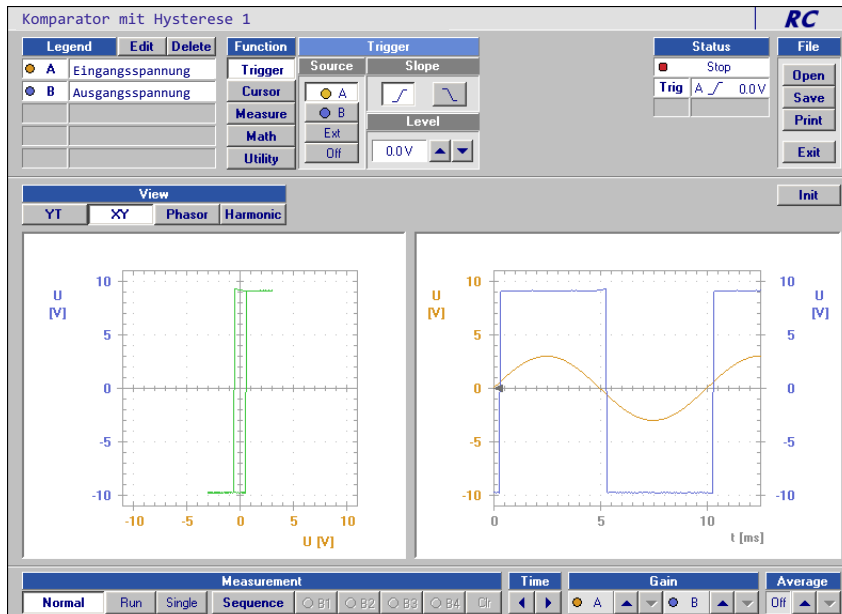 Komparator mit Hysterese 1 RC
Legend Edit Delete Function Trigger Status File
A Eingangsspannung Trigger Source Slope Stop Open
B Ausgangsspannung Cursor A Trig A 0.0 V Save
Measure B Level Print
Math Ext 0.0 V
Utility Off Exit
View Init
YT XY Phasor Harmonic
10 10 10
U U U
[V] [V] [V]
5 5 5
0 0 0
-5 -5 -5
-10 -10 -10
-10 -5 0 5 10 0 5 10
U [V] t [ms]
Measurement Time Gain Average
Normal Run Single Sequence B1 B2 B3 B4 Clr A B Off